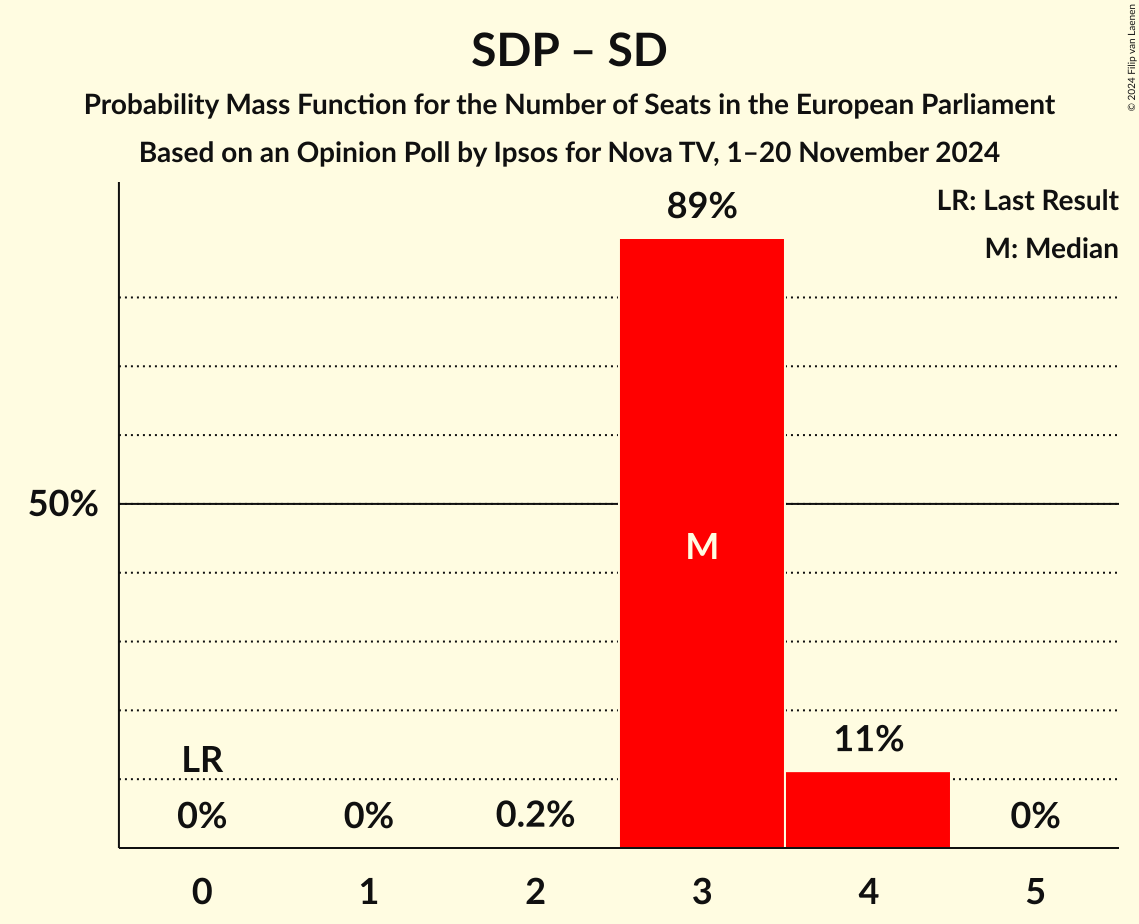 SDP – SD
Probability Mass Function for the Number of Seats in the European Parliament
Based on an Opinion Poll by Ipsos for Nova TV, 1–20 November 2024
© 2024 Filip van Laenen
LR: Last Result
M: Median
89%
50%
M
LR
11%
0%
0%
0.2%
0%
0
1
2
3
4
5